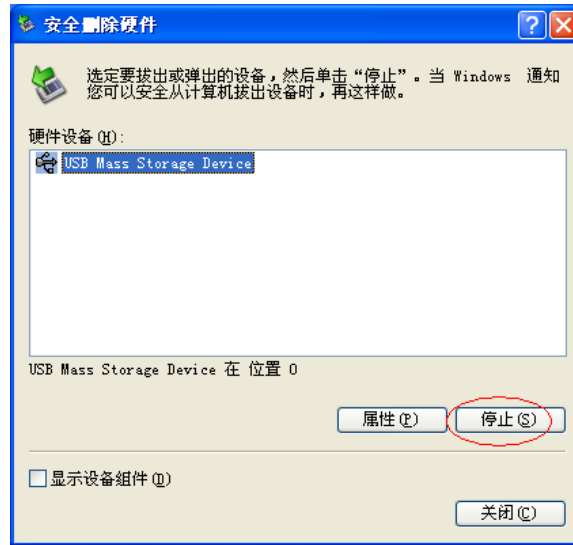 安全删除硬件
选定要拔出或弹出的设备，然后单击“停止”。当 Windows 通知
您可以安全从计算机拔出设备时，再这样做。
硬件设备(H):
USB Mass Storage Device
USB Mass Storage Device 在 位置 0
属性(P) 停止(S)
显示设备组件(D)
关闭(C)